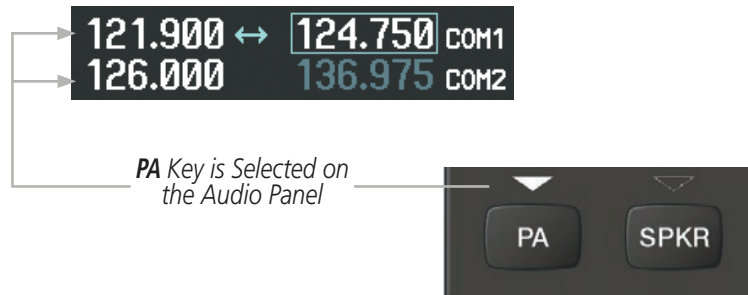 121.900 ↔ 124.750 COM1
126.000 136.975 COM2
PA Key is Selected on
the Audio Panel
PA SPKR